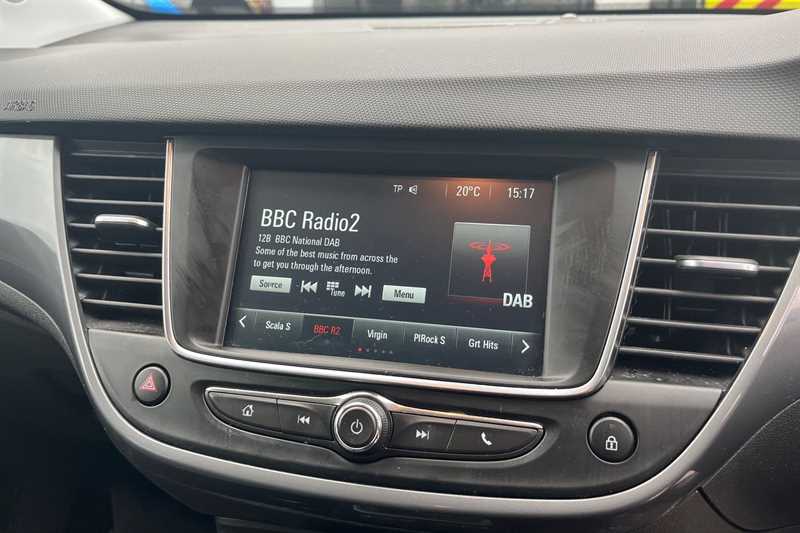 AIRBAG
TP 20°C 15:17
BBC Radio2
12B BBC National DAB
Some of the best music from across the
to get you through the afternoon.
Source Tune Menu
DAB
Scala S BBC R2 Virgin PlRock S Grt Hits